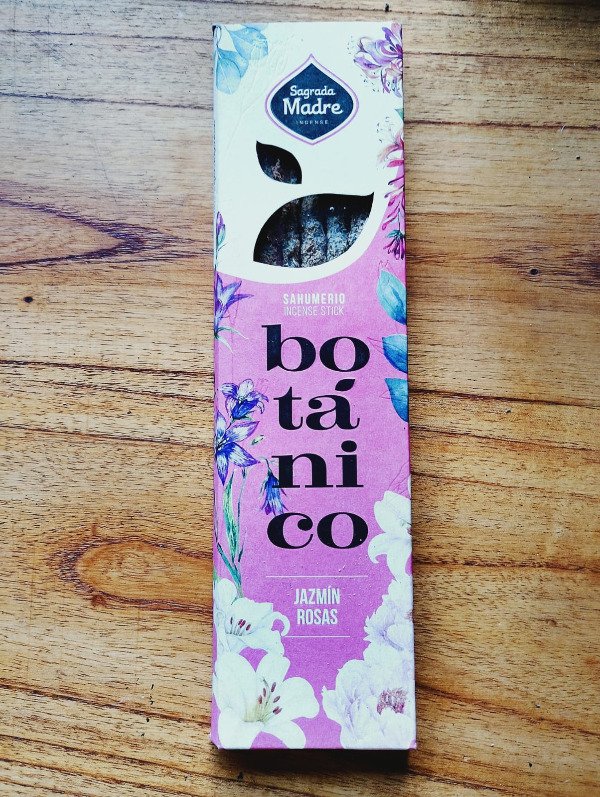 Sagrada
Madre
INCENSE
SAHUMERIO
INCENSE STICK
bo
tá
ni
co
JAZMÍN
ROSAS